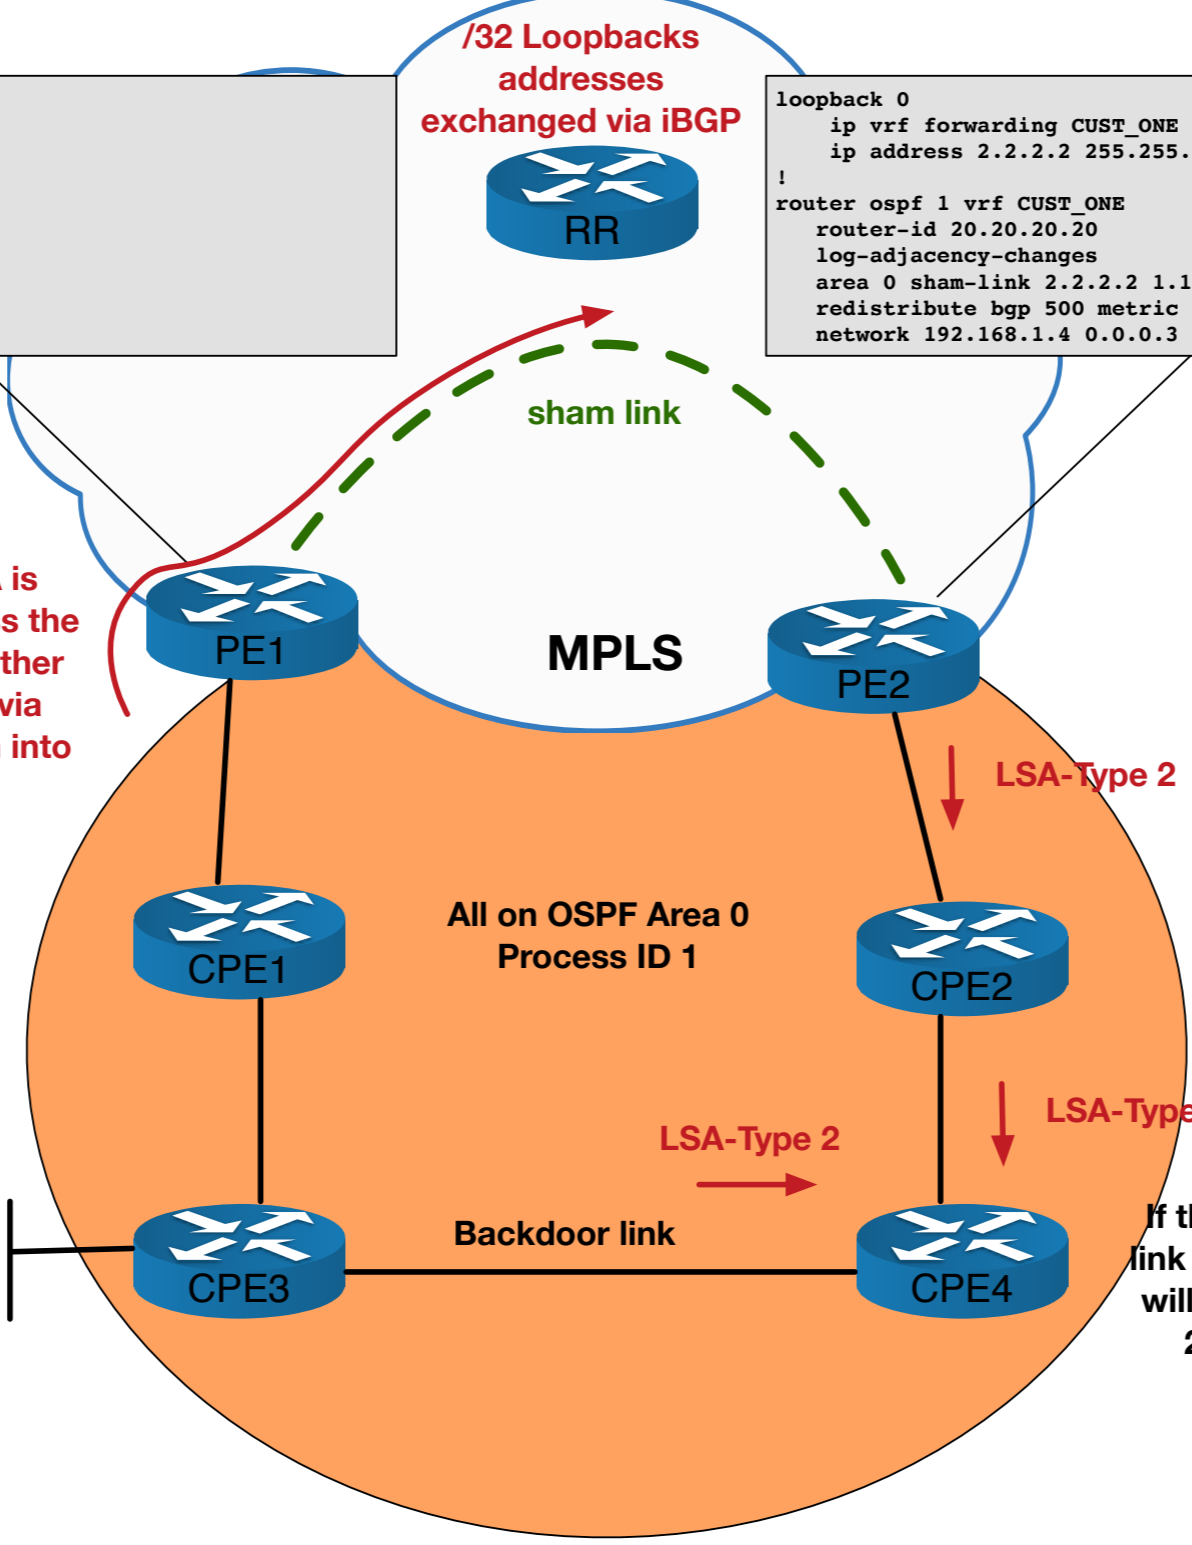 /32 Loopbacks
addresses
exchanged via iBGP
RR
loopback 0
ip vrf forwarding CUST_ONE
ip address 2.2.2.2 255.255.
!
router ospf 1 vrf CUST_ONE
router-id 20.20.20.20
log-adjacency-changes
area 0 sham-link 2.2.2.2 1.1
redistribute bgp 500 metric
network 192.168.1.4 0.0.0.3
sham link
is
s the
ther
via
into
PE1
MPLS
PE2
LSA-Type 2
All on OSPF Area 0
Process ID 1
CPE1
CPE2
LSA-Type
LSA-Type 2
Backdoor link
CPE3
CPE4
If th
link
will
2